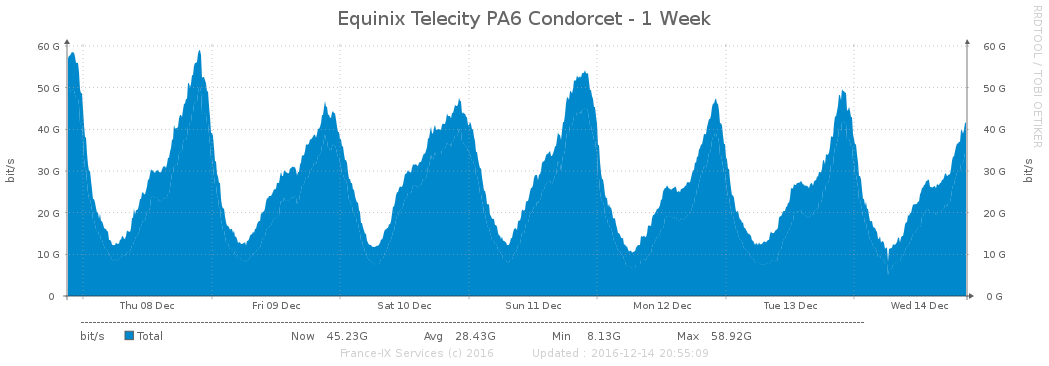 Equinix Telecity PA6 Condorcet - 1 Week
RRDTOOL / TOBI OETIKER
60 G 60 G
50 G 50 G
40 G 40 G
30 G 30 G
20 G 20 G
10 G 10 G
0 0 G
bit/s bit/s
Thu 08 Dec Fri 09 Dec Sat 10 Dec Sun 11 Dec Mon 12 Dec Tue 13 Dec Wed 14 Dec
bit/s Total Now 45.23G Avg 28.43G Min 8.13G Max 58.92G
France-IX Services (c) 2016 Updated : 2016-12-14 20:55:09